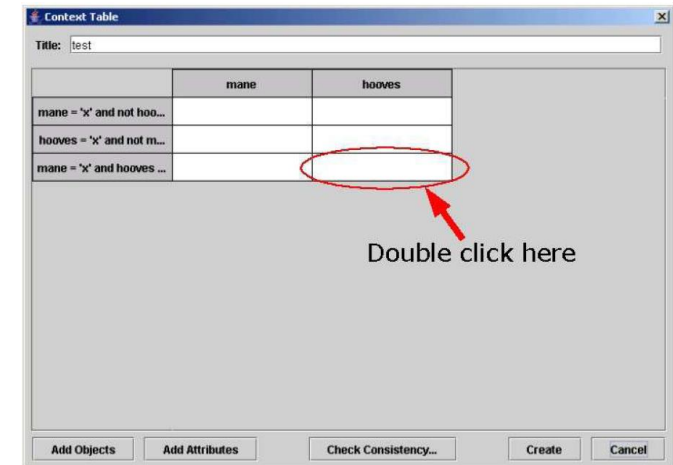 Context Table
Title: test
mane hooves
mane = 'x' and not hoo...
hooves = 'x' and not m...
mane = 'x' and hooves ...
Double click here
Add Objects Add Attributes Check Consistency... Create Cancel